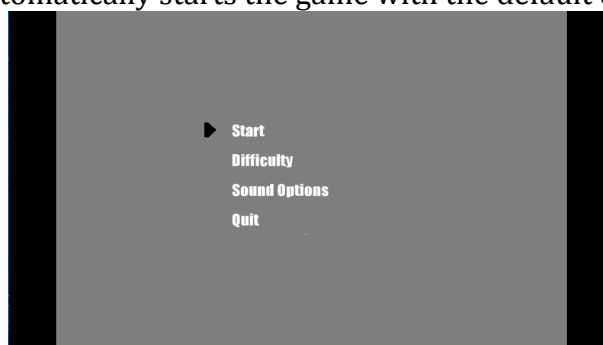 tomatically starts the game with the default
Start
Difficulty
Sound Options
Quit